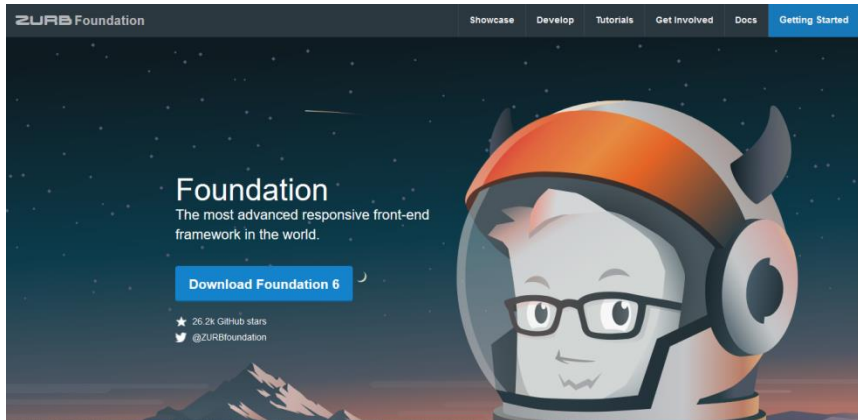 ZURB Foundation
Showcase Develop Tutorials Get Involved Docs Getting Started
Foundation
The most advanced responsive front-end
framework in the world.
Download Foundation 6
26.2k GitHub stars
@ZURBfoundation